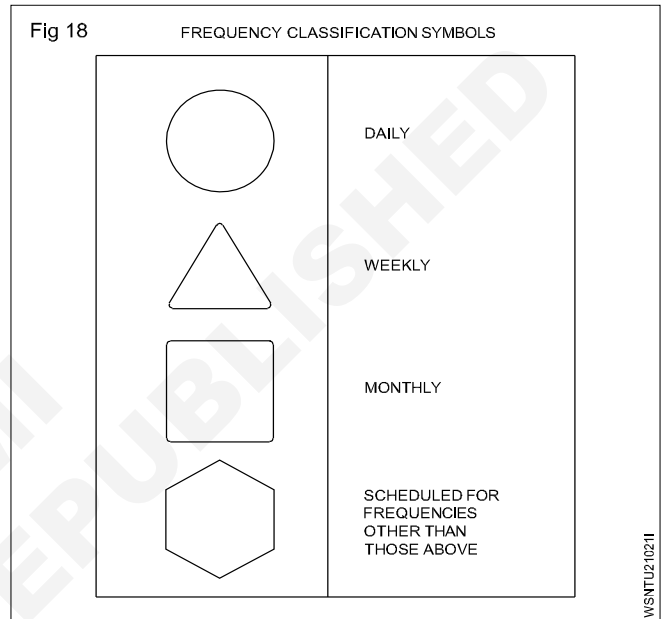 Fig 18
FREQUENCY CLASSIFICATION SYMBOLS
DAILY
WEEKLY
MONTHLY
SCHEDULED FOR
FREQUENCIES
OTHER THAN
THOSE ABOVE
WSNTU21021I